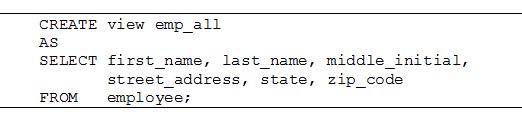 CREATE view emp_all
AS
SELECT first_name, last_name, middle_initial,
street_address, state, zip_code
FROM employee;